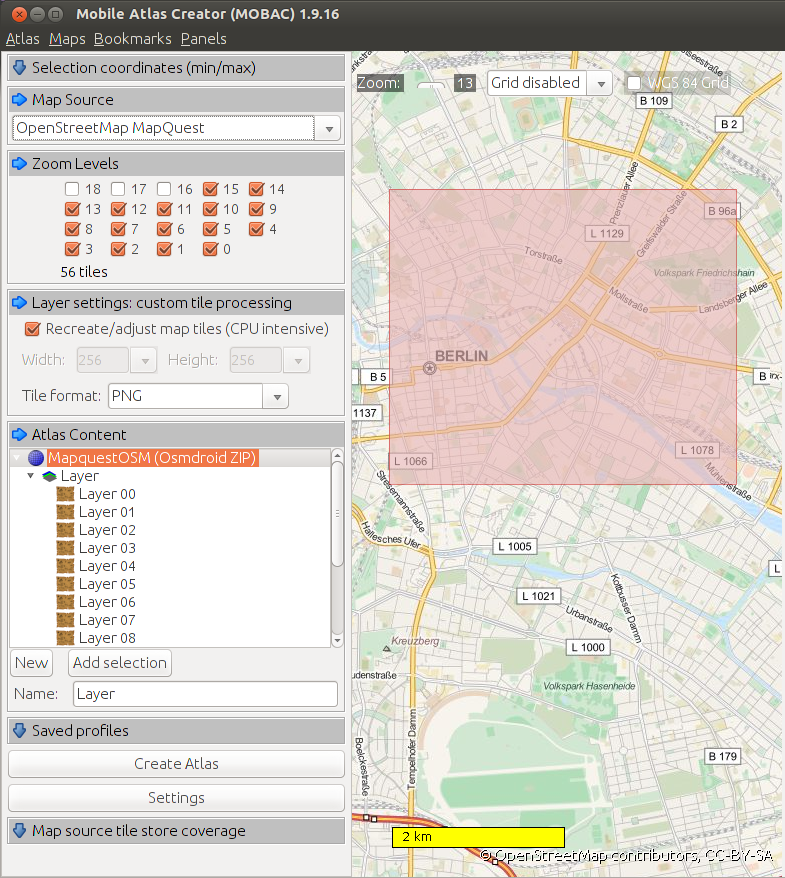 Mobile Atlas Creator (MOBAC) 1.9.16
Atlas Maps Bookmarks Panels
Selection coordinates (min/max)
Map Source
OpenStreetMap MapQuest
Zoom Levels
18 17 16 15 14
13 12 11 10 9
8 7 6 5 4
3 2 1 0
56 tiles
Layer settings: custom tile processing
Recreate/adjust map tiles (CPU intensive)
Width: 256 Height: 256
Tile format: PNG
Atlas Content
MapquestOSM (Osmdroid ZIP)
Layer
Layer 00
Layer 01
Layer 02
Layer 03
Layer 04
Layer 05
Layer 06
Layer 07
Layer 08
New Add selection
Name: Layer
Saved profiles
Create Atlas
Settings
Map source tile store coverage
Zoom: 13 Grid disabled WGS 84 Grid
B 109
B 2
Prenzlauer Allee
B 96a
L 1129
Greifswalder Straße
Torstraße
Volkspark Friedrichshain
Mollstraße
Landsberger Allee
BERLIN
B 5
1137
L 1066
L 1078
Mühlenstraße
Stresemannstraße
Hallesches Ufer
L 1005
L
L 1021
Kottbusser Damm
Urbanstraße
Kreuzberg
L 1000
udenstraße
Volkspark Hasenheide
Tempelhofer Damm
Boelckestraße
B 179
2 km
© OpenStreetMap contributors, CC-BY-SA